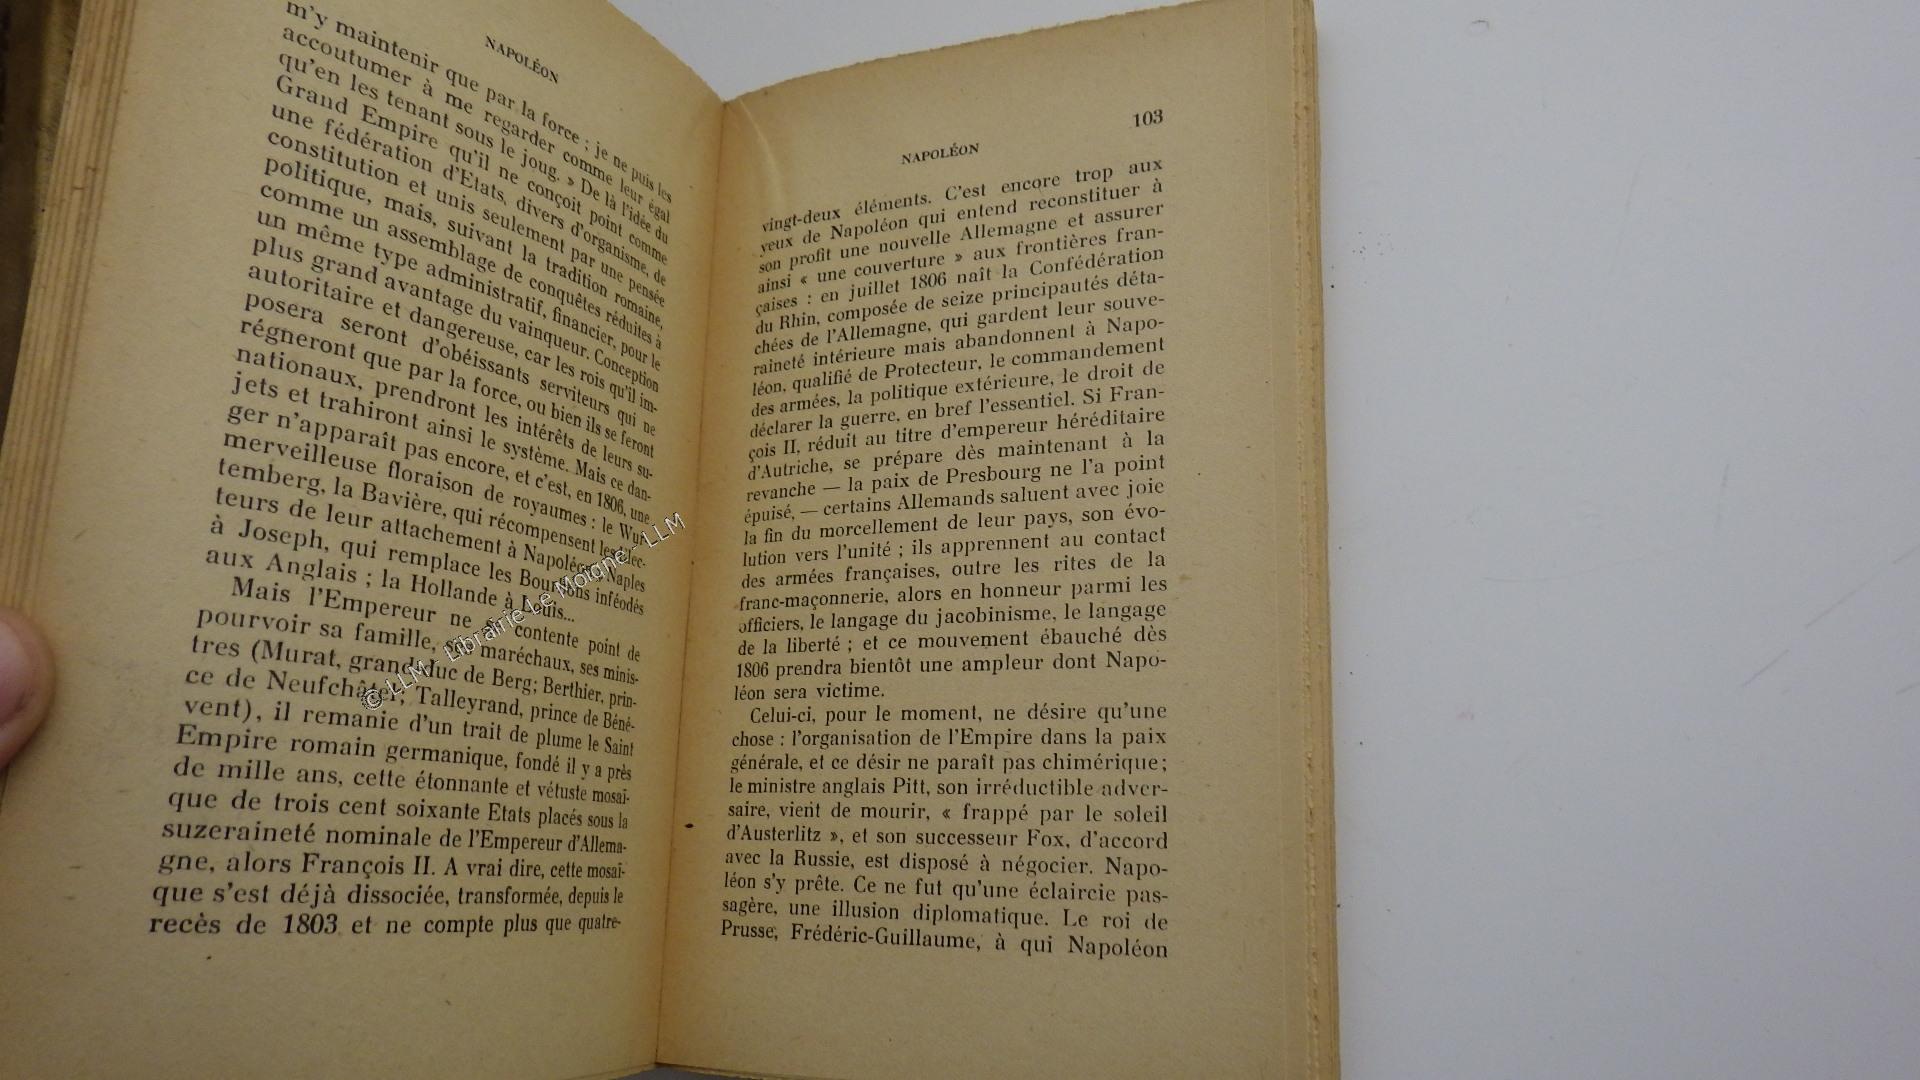 NAPOLÉON
m'y maintenir que par la force ; je ne puis les
accoutumer à me regarder comme leur égal
qu'en les tenant sous le joug. » De là l'idée du
Grand Empire qu'il ne conçoit point comme
une fédération d'Etats, divers d'organisme, de
constitution et unis seulement par une pensée
politique, mais, suivant la tradition romaine,
comme un assemblage de conquêtes réduites à
un même type administratif, financier, pour le
plus grand avantage du vainqueur. Conception
autoritaire et dangereuse, car les rois qu'il im-
posera seront d'obéissants serviteurs qui ne
régneront que par la force, ou bien ils se feront
nationaux, prendront les intérêts de leurs su-
jets et trahiront ainsi le système. Mais ce dan-
ger n'apparaît pas encore, et c'est, en 1806, une
merveilleuse floraison de royaumes : le Wur-
temberg, la Bavière, qui récompensent les élec-
teurs de leur attachement à Napoléon ; Naples
à Joseph, qui remplace les Bourbons inféodés
aux Anglais ; la Hollande à Louis...
Mais l'Empereur ne se contente point de
pourvoir sa famille, ses maréchaux, ses minis-
tres (Murat, grand-duc de Berg; Berthier, prin-
ce de Neufchâtel; Talleyrand, prince de Béné-
vent), il remanie d'un trait de plume le Saint
Empire romain germanique, fondé il y a près
de mille ans, cette étonnante et vétuste mosaï-
que de trois cent soixante Etats placés sous la
suzeraineté nominale de l'Empereur d'Allema-
gne, alors François II. A vrai dire, cette mosaï-
que s'est déjà dissociée, transformée, depuis le
recès de 1803 et ne compte plus que quatre-
© LLM - Librairie Le Molone - LLM
103
NAPOLÉON
vingt-deux éléments. C'est encore trop aux
yeux de Napoléon qui entend reconstituer à
son profit une nouvelle Allemagne et assurer
ainsi « une couverture » aux frontières fran-
çaises : en juillet 1806 naît la Confédération
du Rhin, composée de seize principautés déta-
chées de l'Allemagne, qui gardent leur souve-
raineté intérieure mais abandonnent à Napo-
léon, qualifié de Protecteur, le commandement
des armées, la politique extérieure, le droit de
déclarer la guerre, en bref l'essentiel. Si Fran-
çois II, réduit au titre d'empereur héréditaire
d'Autriche, se prépare dès maintenant à la
revanche — la paix de Presbourg ne l'a point
épuisé, — certains Allemands saluent avec joie
la fin du morcellement de leur pays, son évo-
lution vers l'unité ; ils apprennent au contact
des armées françaises, outre les rites de la
franc-maçonnerie, alors en honneur parmi les
officiers, le langage du jacobinisme, le langage
de la liberté ; et ce mouvement ébauché dès
1806 prendra bientôt une ampleur dont Napo-
léon sera victime.
Celui-ci, pour le moment, ne désire qu'une
chose : l'organisation de l'Empire dans la paix
générale, et ce désir ne paraît pas chimérique ;
le ministre anglais Pitt, son irréductible adver-
saire, vient de mourir, « frappé par le soleil
d'Austerlitz », et son successeur Fox, d'accord
avec la Russie, est disposé à négocier. Napo-
léon s'y prête. Ce ne fut qu'une éclaircie pas-
sagère, une illusion diplomatique. Le roi de
Prusse, Frédéric-Guillaume, à qui Napoléon